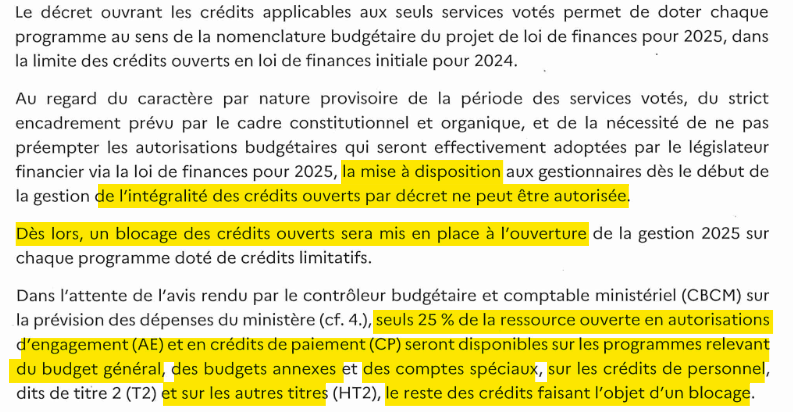 Le décret ouvrant les crédits applicables aux seuls services votés permet de doter chaque
programme au sens de la nomenclature budgétaire du projet de loi de finances pour 2025, dans
la limite des crédits ouverts en loi de finances initiale pour 2024.
Au regard du caractère par nature provisoire de la période des services votés, du strict
encadrement prévu par le cadre constitutionnel et organique, et de la nécessité de ne pas
préempter les autorisations budgétaires qui seront effectivement adoptées par le législateur
financier via la loi de finances pour 2025, la mise à disposition aux gestionnaires dès le début de
la gestion de l'intégralité des crédits ouverts par décret ne peut être autorisée.
Dès lors, un blocage des crédits ouverts sera mis en place à l'ouverture de la gestion 2025 sur
chaque programme doté de crédits limitatifs.
Dans l'attente de l'avis rendu par le contrôleur budgétaire et comptable ministériel (CBCM) sur
la prévision des dépenses du ministère (cf. 4.), seuls 25 % de la ressource ouverte en autorisations
d'engagement (AE) et en crédits de paiement (CP) seront disponibles sur les programmes relevant
du budget général, des budgets annexes et des comptes spéciaux, sur les crédits de personnel,
dits de titre 2 (T2) et sur les autres titres (HT2), le reste des crédits faisant l'objet d'un blocage.